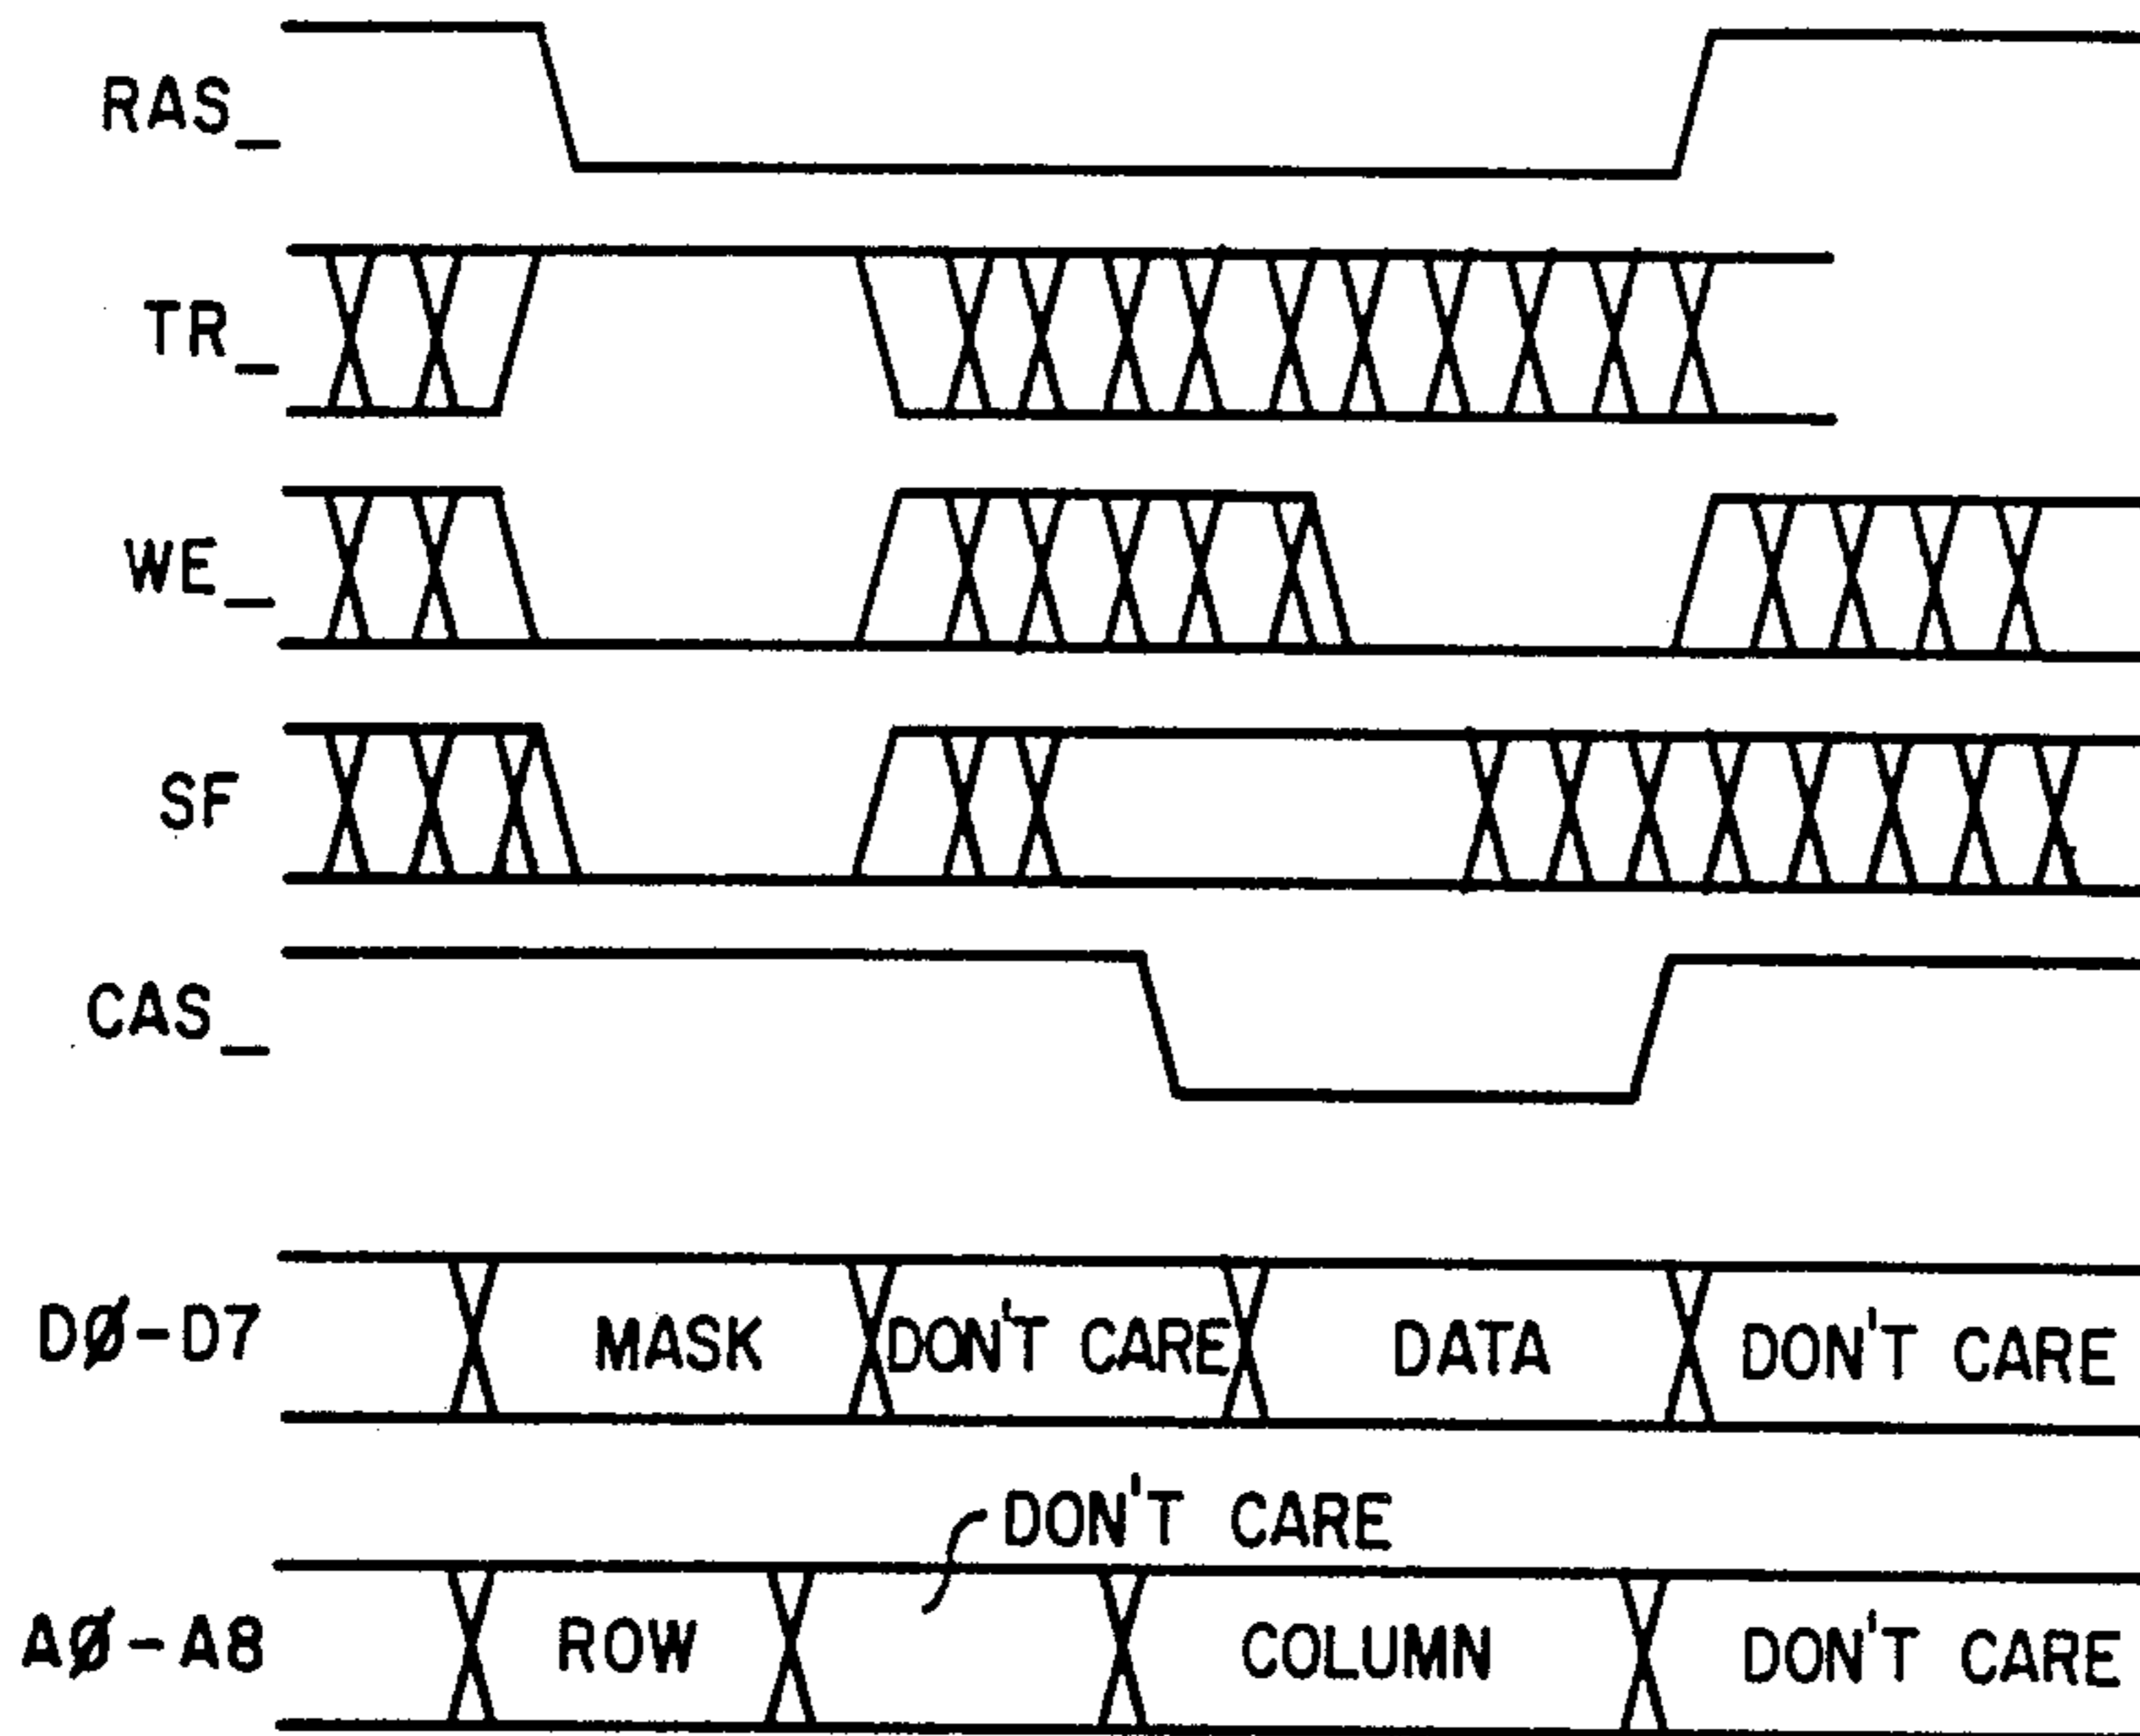 RAS_
TR_
WE_
SF
CAS_
DØ-D7 MASK DON'T CARE DATA DON'T CARE
DON'T CARE
AØ-A8 ROW COLUMN DON'T CARE